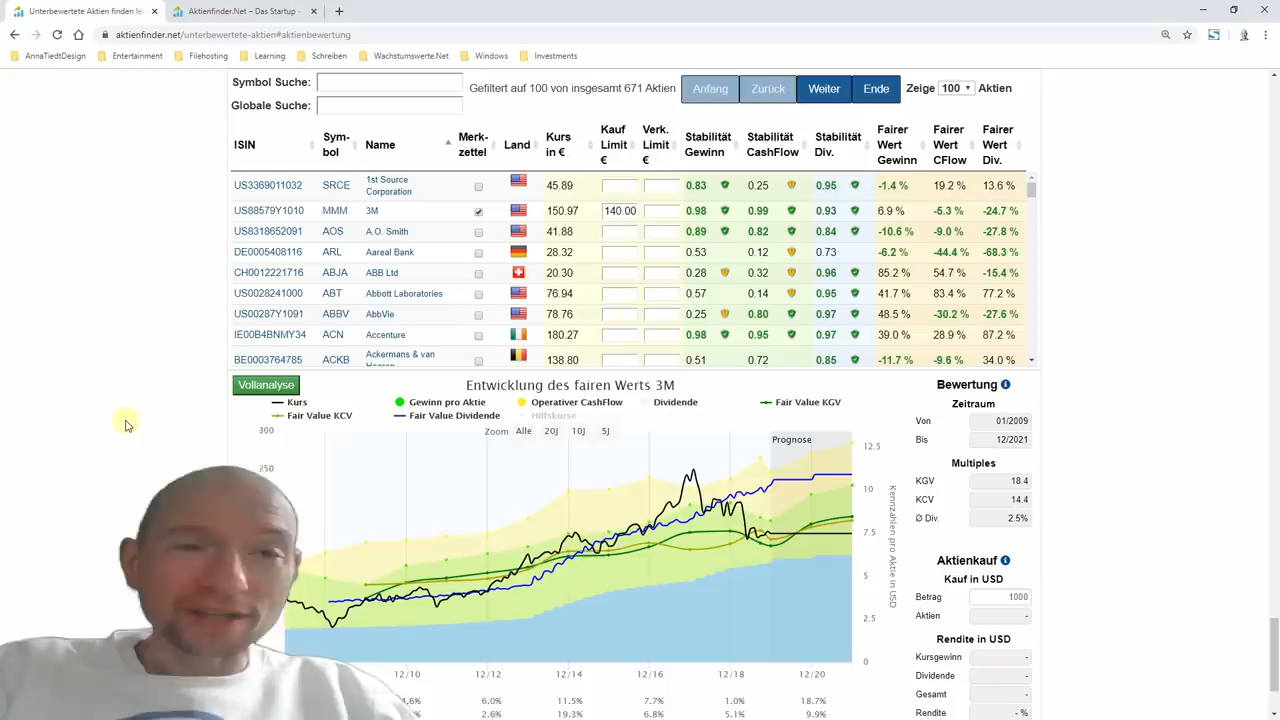 Unterbewertete Aktien finden lei
Aktienfinder.Net – Das Startup -
aktienfinder.net/unterbewertete-aktien#aktienbewertung
AnnaTiedtDesign Entertainment Filehosting Learning Schreiben Wachstumswerte.Net Windows Investments
Symbol Suche:
Globale Suche:
Gefiltert auf 100 von insgesamt 671 Aktien
Anfang Zurück Weiter Ende Zeige 100 Aktien
ISIN Sym-bol Name Merk-zettel Land Kurs in € Kauf Limit € Verk. Limit € Stabilität Gewinn Stabilität CashFlow Stabilität Div. Fairer Wert Gewinn Fairer Wert CFlow Fairer Wert Div.
US3369011032 SRCE 1st Source Corporation 45.89 0.83 0.25 0.95 -1.4 % 19.2 % 13.6 %
US88579Y1010 MMM 3M 150.97 140.00 0.98 0.99 0.93 6.9 % -5.3 % -24.7 %
US8318652091 AOS A.O. Smith 41.88 0.89 0.82 0.84 -10.6 % -9.0 % -27.8 %
DE0005408116 ARL Aareal Bank 28.32 0.53 0.12 0.73 -6.2 % -44.4 % -68.3 %
CH0012221716 ABJA ABB Ltd 20.30 0.28 0.32 0.96 85.2 % 54.7 % -15.4 %
US0028241000 ABT Abbott Laboratories 76.94 0.57 0.14 0.95 41.7 % 83.4 % 77.2 %
US00287Y1091 ABBV AbbVie 78.76 0.25 0.80 0.97 48.5 % -30.2 % -27.6 %
IE00B4BNMY34 ACN Accenture 180.27 0.98 0.95 0.97 39.0 % 28.9 % 87.2 %
BE0003764785 ACKB Ackermans & van Haaren 138.80 0.51 0.72 0.85 -11.7 % -9.6 % 34.0 %
Vollanalyse
Entwicklung des fairen Werts 3M
Kurs Gewinn pro Aktie Operativer CashFlow Dividende Fair Value KGV
Fair Value KCV Fair Value Dividende Hilfskurse
Zoom Alle 20J 10J 5J
300
250
Prognose
12.5
10
7.5
5
2.5
0
Kennzahlen pro Aktie in USD
12/10 12/12 12/14 12/16 12/18 12/20
6.0% 11.5% 7.7% 1.0% 18.7%
2.6% 19.3% 6.8% 5.1% 9.9%
Bewertung
Zeitraum
Von 01/2009
Bis 12/2021
Multiples
KGV 18.4
KCV 14.4
Ø Div. 2.5%
Aktienkauf
Kauf in USD
Betrag 1000
Aktien -
Rendite in USD
Kursgewinn -
Dividende -
Gesamt -
Rendite - %